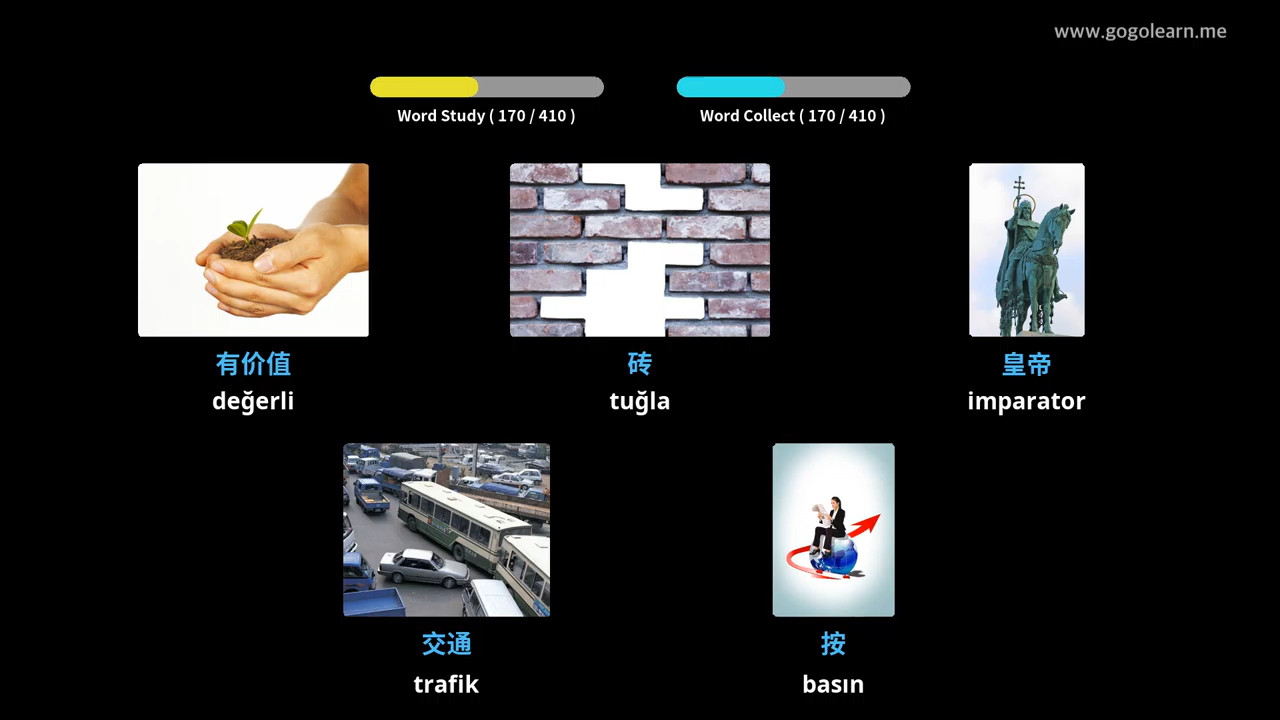 www.gogolearn.me
Word Study ( 170 / 410 )
Word Collect ( 170 / 410 )
有价值
değerli
砖
tuğla
皇帝
imparator
交通
trafik
按
basın